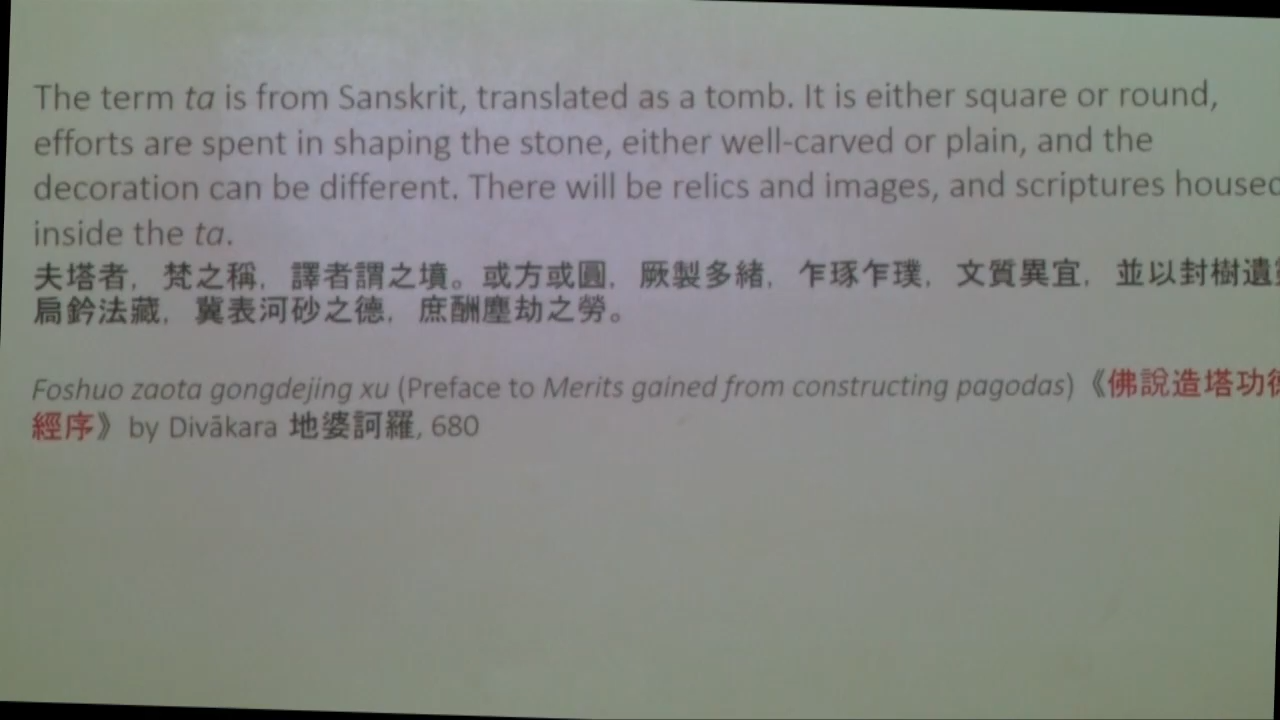 The term ta is from Sanskrit, translated as a tomb. It is either square or round,
efforts are spent in shaping the stone, either well-carved or plain, and the
decoration can be different. There will be relics and images, and scriptures housed
inside the ta.
夫塔者，梵之稱，譯者謂之墳。或方或圓，厥製多緒，乍琢乍璞，文質異宜，並以封樹遺
扃鈐法藏，冀表河砂之德，庶酬塵劫之勞。
Foshuo zaota gongdejing xu (Preface to Merits gained from constructing pagodas)《佛說造塔功德
經序》by Divākara 地婆訶羅, 680